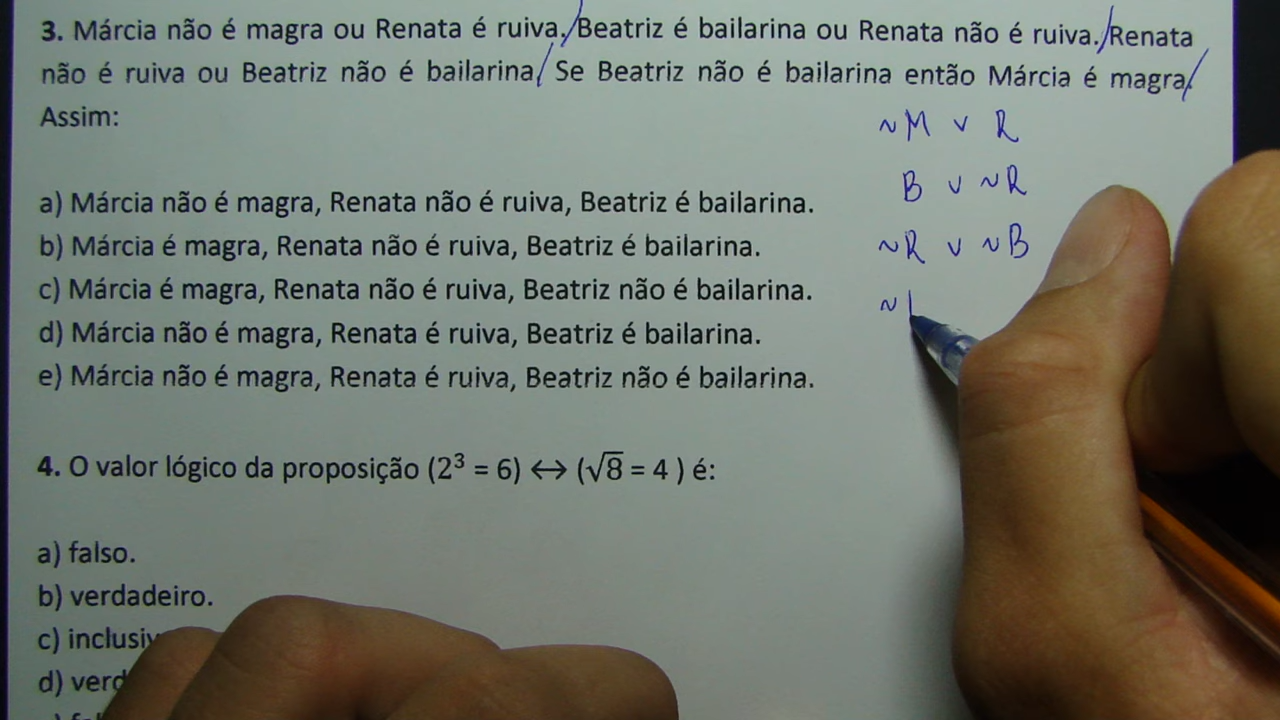 3. Márcia não é magra ou Renata é ruiva. Beatriz é bailarina ou Renata não é ruiva. Renata
não é ruiva ou Beatriz não é bailarina. Se Beatriz não é bailarina então Márcia é magra.
Assim:
~M v R
B v ~R
~R v ~B
~
a) Márcia não é magra, Renata não é ruiva, Beatriz é bailarina.
b) Márcia é magra, Renata não é ruiva, Beatriz é bailarina.
c) Márcia é magra, Renata não é ruiva, Beatriz não é bailarina.
d) Márcia não é magra, Renata é ruiva, Beatriz é bailarina.
e) Márcia não é magra, Renata é ruiva, Beatriz não é bailarina.
4. O valor lógico da proposição (2³ = 6) ↔ (√8 = 4 ) é:
a) falso.
b) verdadeiro.
c)
d)